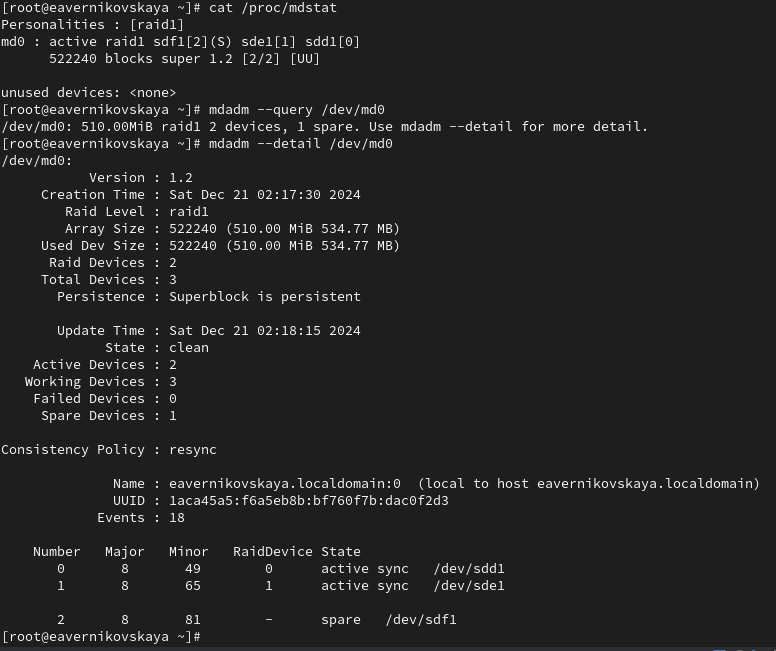 [root@eavernikovskaya ~]# cat /proc/mdstat
Personalities : [raid1]
md0 : active raid1 sdf1[2](S) sde1[1] sdd1[0]
      522240 blocks super 1.2 [2/2] [UU]

unused devices: <none>
[root@eavernikovskaya ~]# mdadm --query /dev/md0
/dev/md0: 510.00MiB raid1 2 devices, 1 spare. Use mdadm --detail for more detail.
[root@eavernikovskaya ~]# mdadm --detail /dev/md0
/dev/md0:
           Version : 1.2
     Creation Time : Sat Dec 21 02:17:30 2024
        Raid Level : raid1
        Array Size : 522240 (510.00 MiB 534.77 MB)
     Used Dev Size : 522240 (510.00 MiB 534.77 MB)
      Raid Devices : 2
     Total Devices : 3
       Persistence : Superblock is persistent

       Update Time : Sat Dec 21 02:18:15 2024
             State : clean
    Active Devices : 2
   Working Devices : 3
    Failed Devices : 0
     Spare Devices : 1

Consistency Policy : resync

              Name : eavernikovskaya.localdomain:0  (local to host eavernikovskaya.localdomain)
              UUID : 1aca45a5:f6a5eb8b:bf760f7b:dac0f2d3
            Events : 18

    Number   Major   Minor   RaidDevice State
       0       8       49        0      active sync   /dev/sdd1
       1       8       65        1      active sync   /dev/sde1

       2       8       81        -      spare   /dev/sdf1
[root@eavernikovskaya ~]#